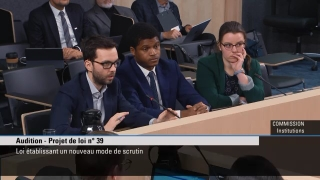 COMMISSION
Institutions
Audition - Projet de loi n° 39
Loi établissant un nouveau mode de scrutin